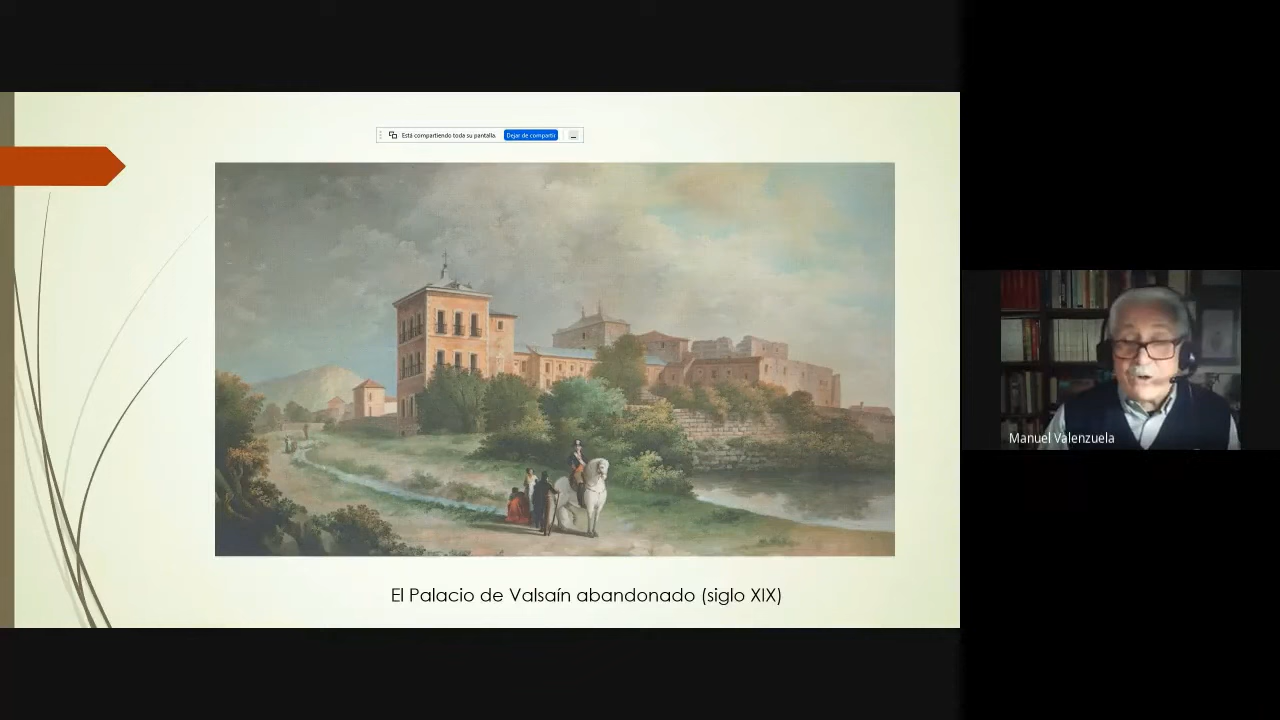 Está compartiendo toda su pantalla. Dejar de compartir
Manuel Valenzuela
El Palacio de Valsaín abandonado (siglo XIX)